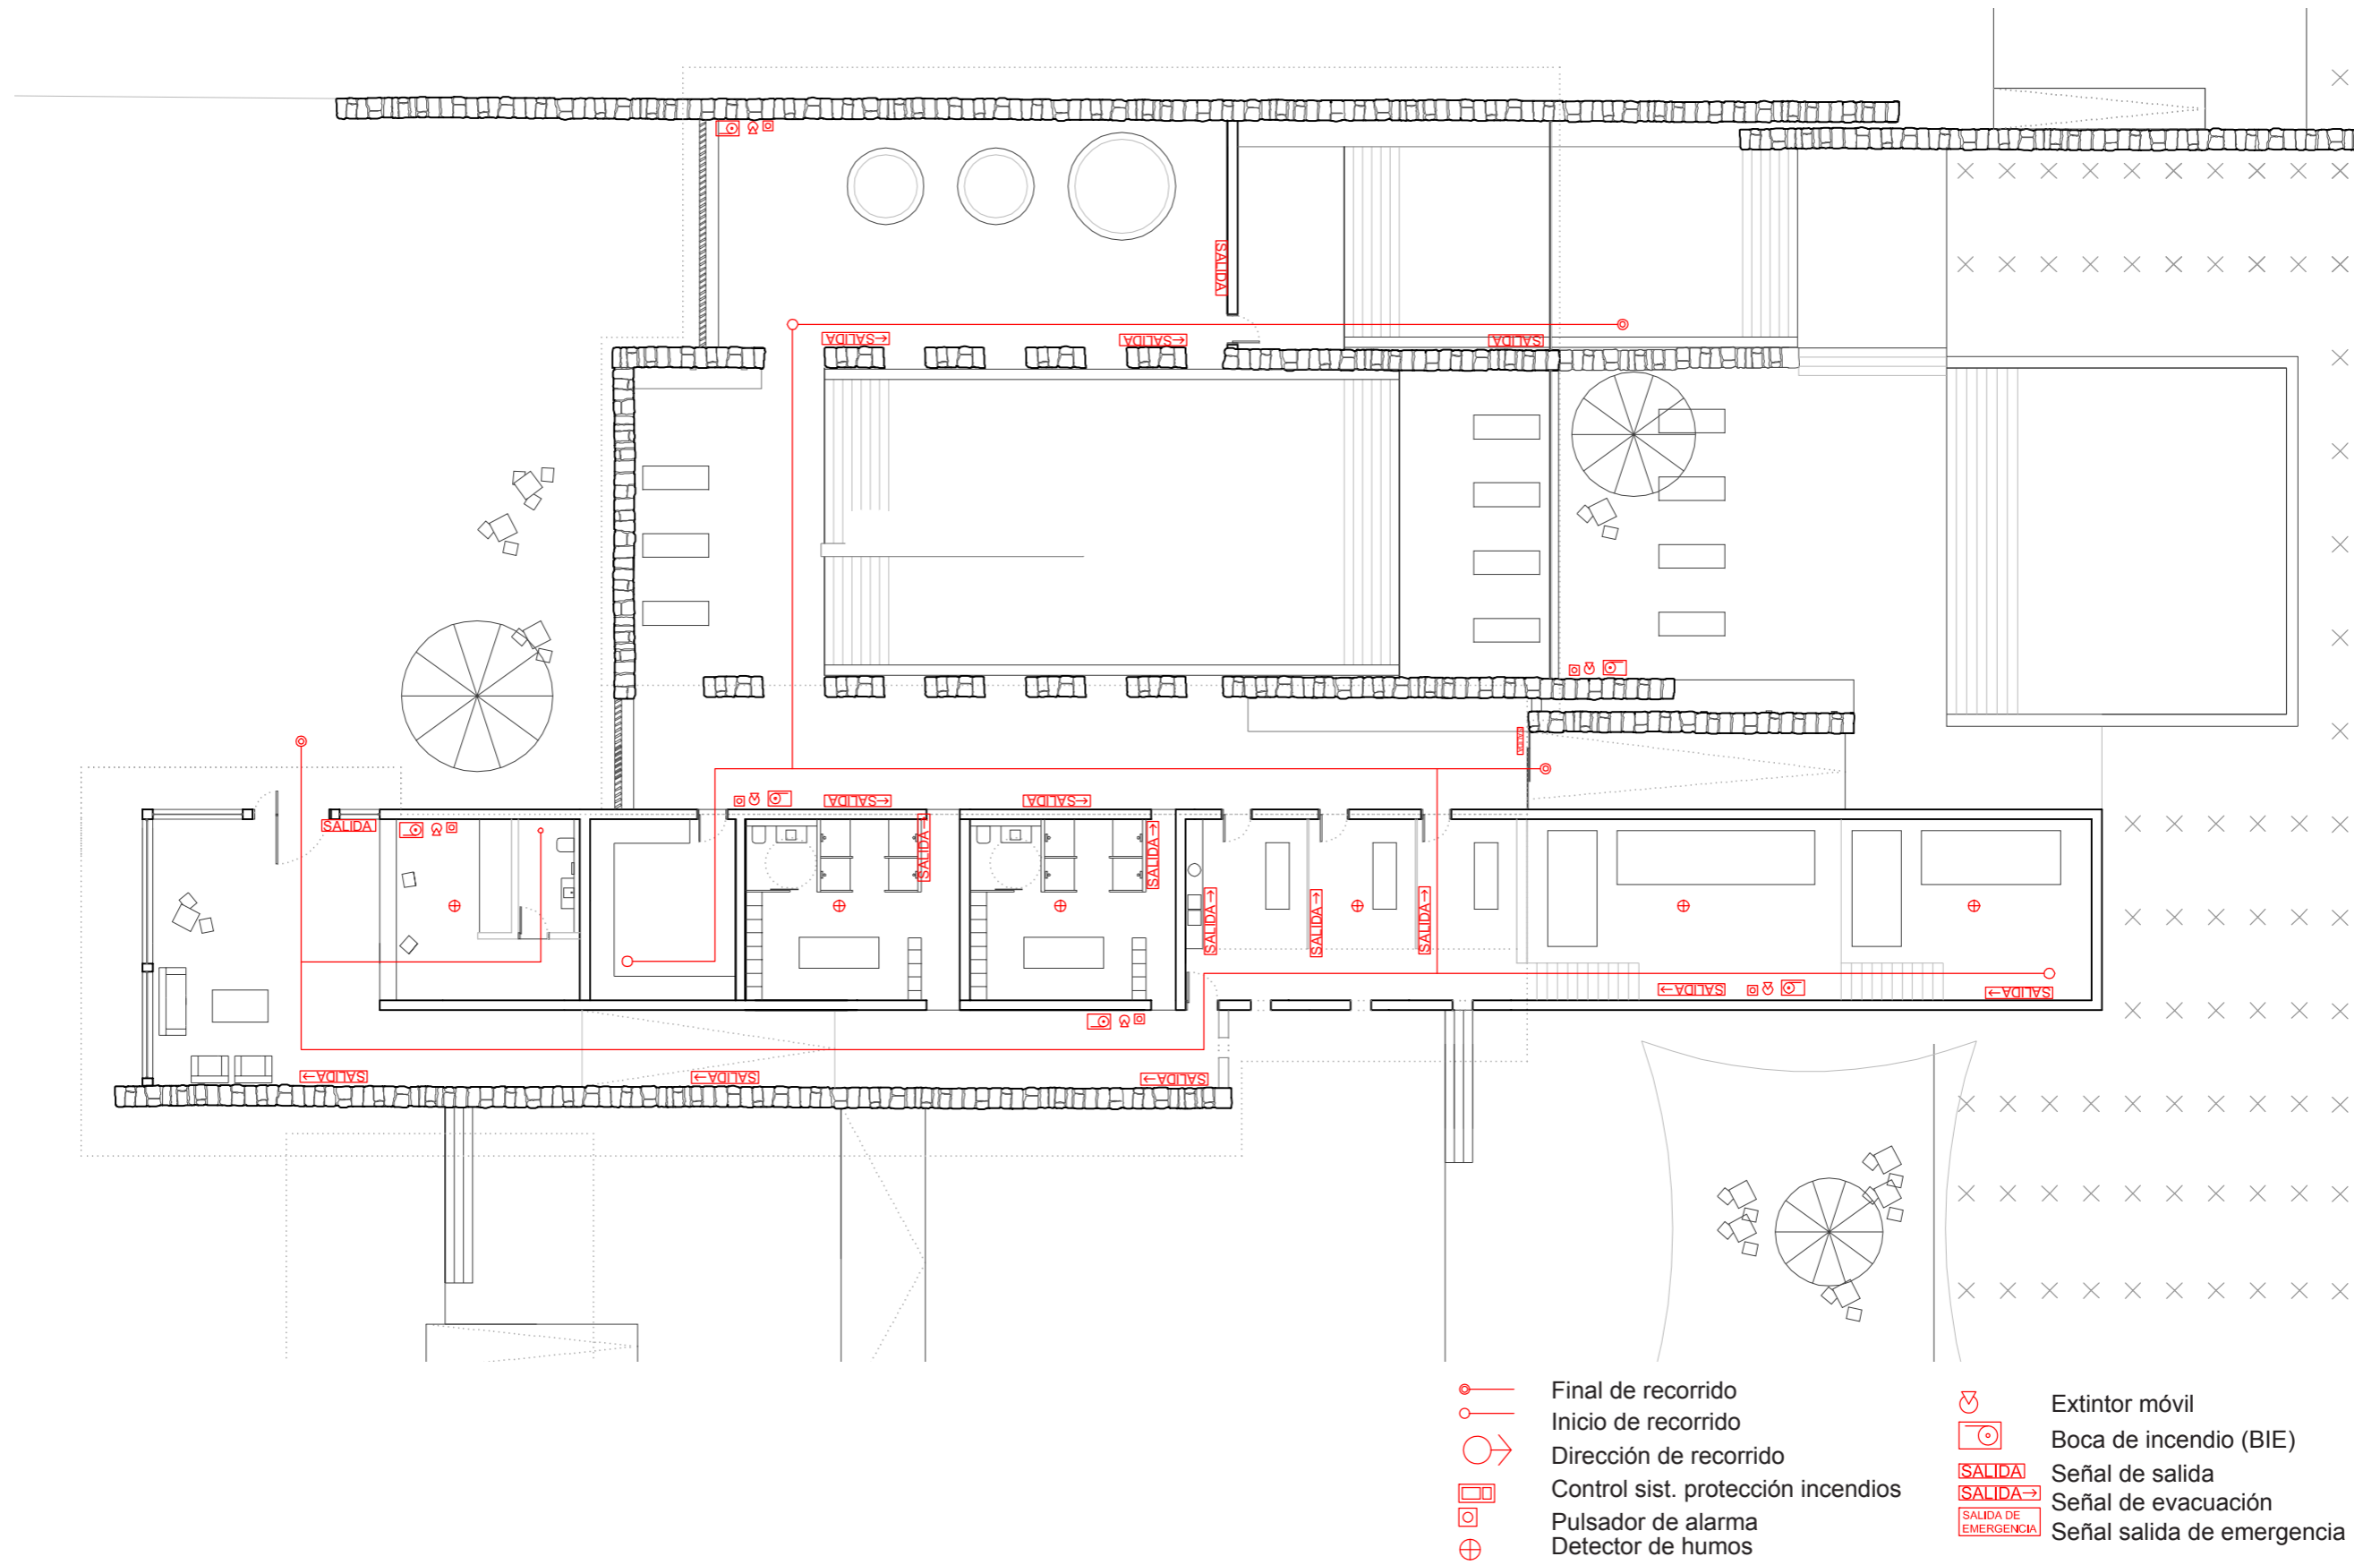 SALIDA
SALIDA→
SALIDA→
SALIDA
SALIDA→
SALIDA→
SALIDA
SALIDA→
SALIDA→
SALIDA→
SALIDA→
SALIDA→
←SALIDA
←SALIDA
←SALIDA
←SALIDA
←SALIDA
Final de recorrido
Inicio de recorrido
Dirección de recorrido
Control sist. protección incendios
Pulsador de alarma
Detector de humos
Extintor móvil
Boca de incendio (BIE)
SALIDA Señal de salida
SALIDA→ Señal de evacuación
SALIDA DE
EMERGENCIA Señal salida de emergencia